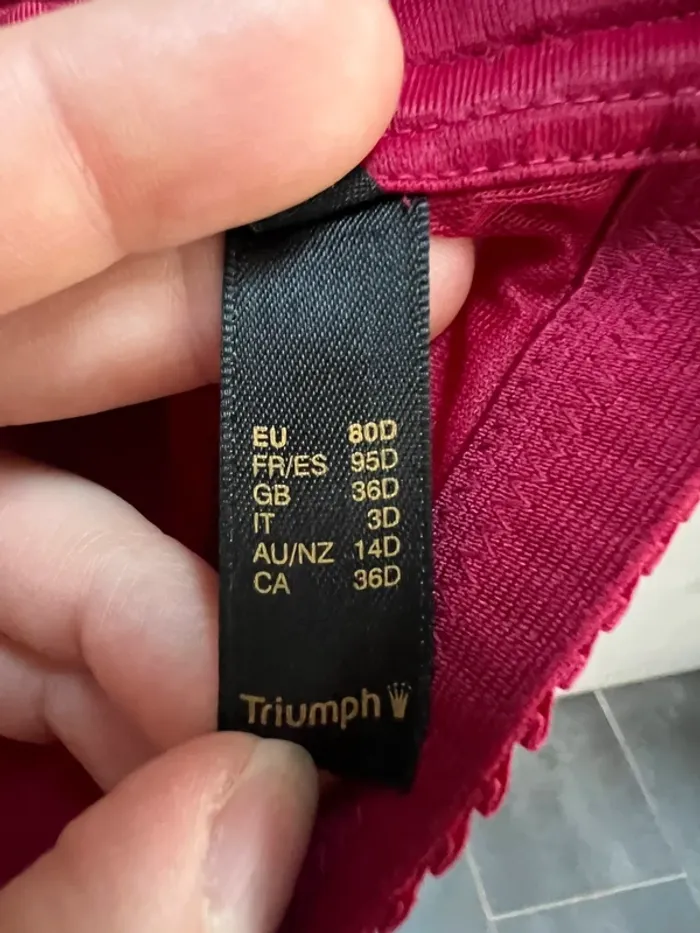 EU 80D
FR/ES 95D
GB 36D
IT 3D
AU/NZ 14D
CA 36D
Triumph